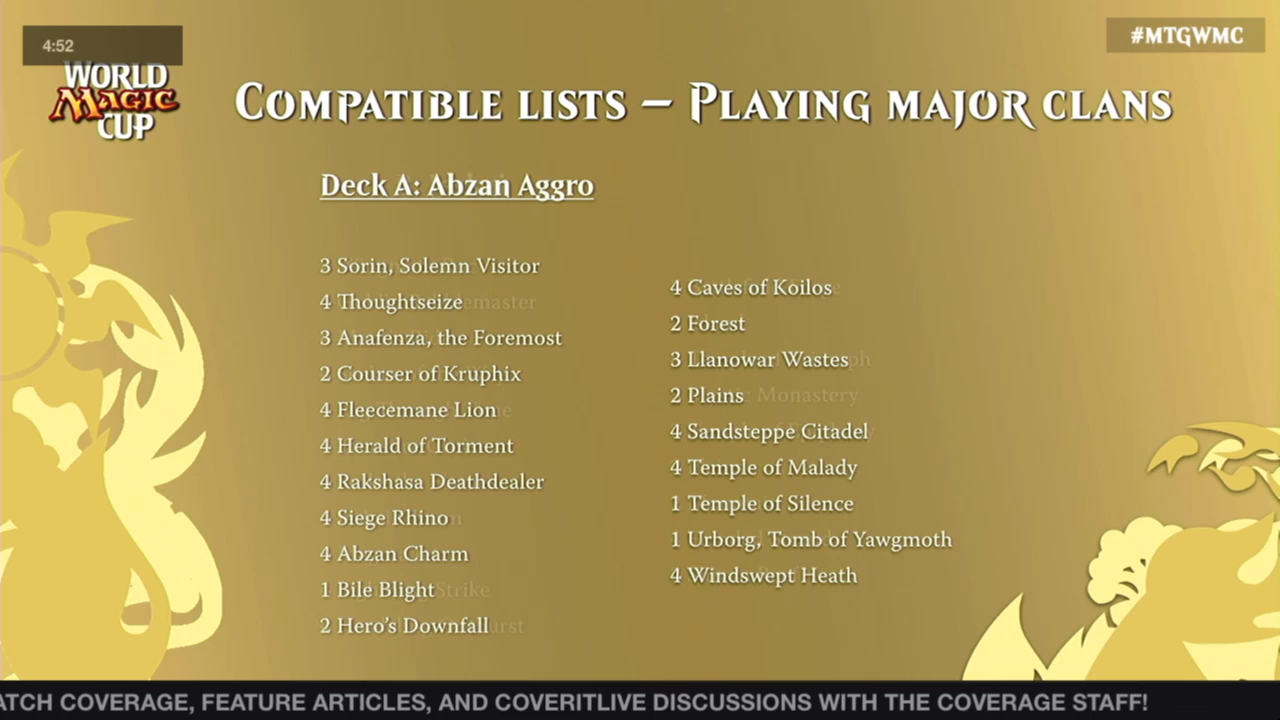 4:52
#MTGWMC
WORLD
MAGIC
CUP
COMPATIBLE LISTS – PLAYING MAJOR CLANS
Deck A: Abzan Aggro
3 Sorin, Solemn Visitor
4 Thoughtseize
3 Anafenza, the Foremost
2 Courser of Kruphix
4 Fleecemane Lion
4 Herald of Torment
4 Rakshasa Deathdealer
4 Siege Rhino
4 Abzan Charm
1 Bile Blight
2 Hero's Downfall
4 Caves of Koilos
2 Forest
3 Llanowar Wastes
2 Plains
4 Sandsteppe Citadel
4 Temple of Malady
1 Temple of Silence
1 Urborg, Tomb of Yawgmoth
4 Windswept Heath
COVERAGE, FEATURE ARTICLES, AND COVERITLIVE DISCUSSIONS WITH THE COVERAGE STAFF!